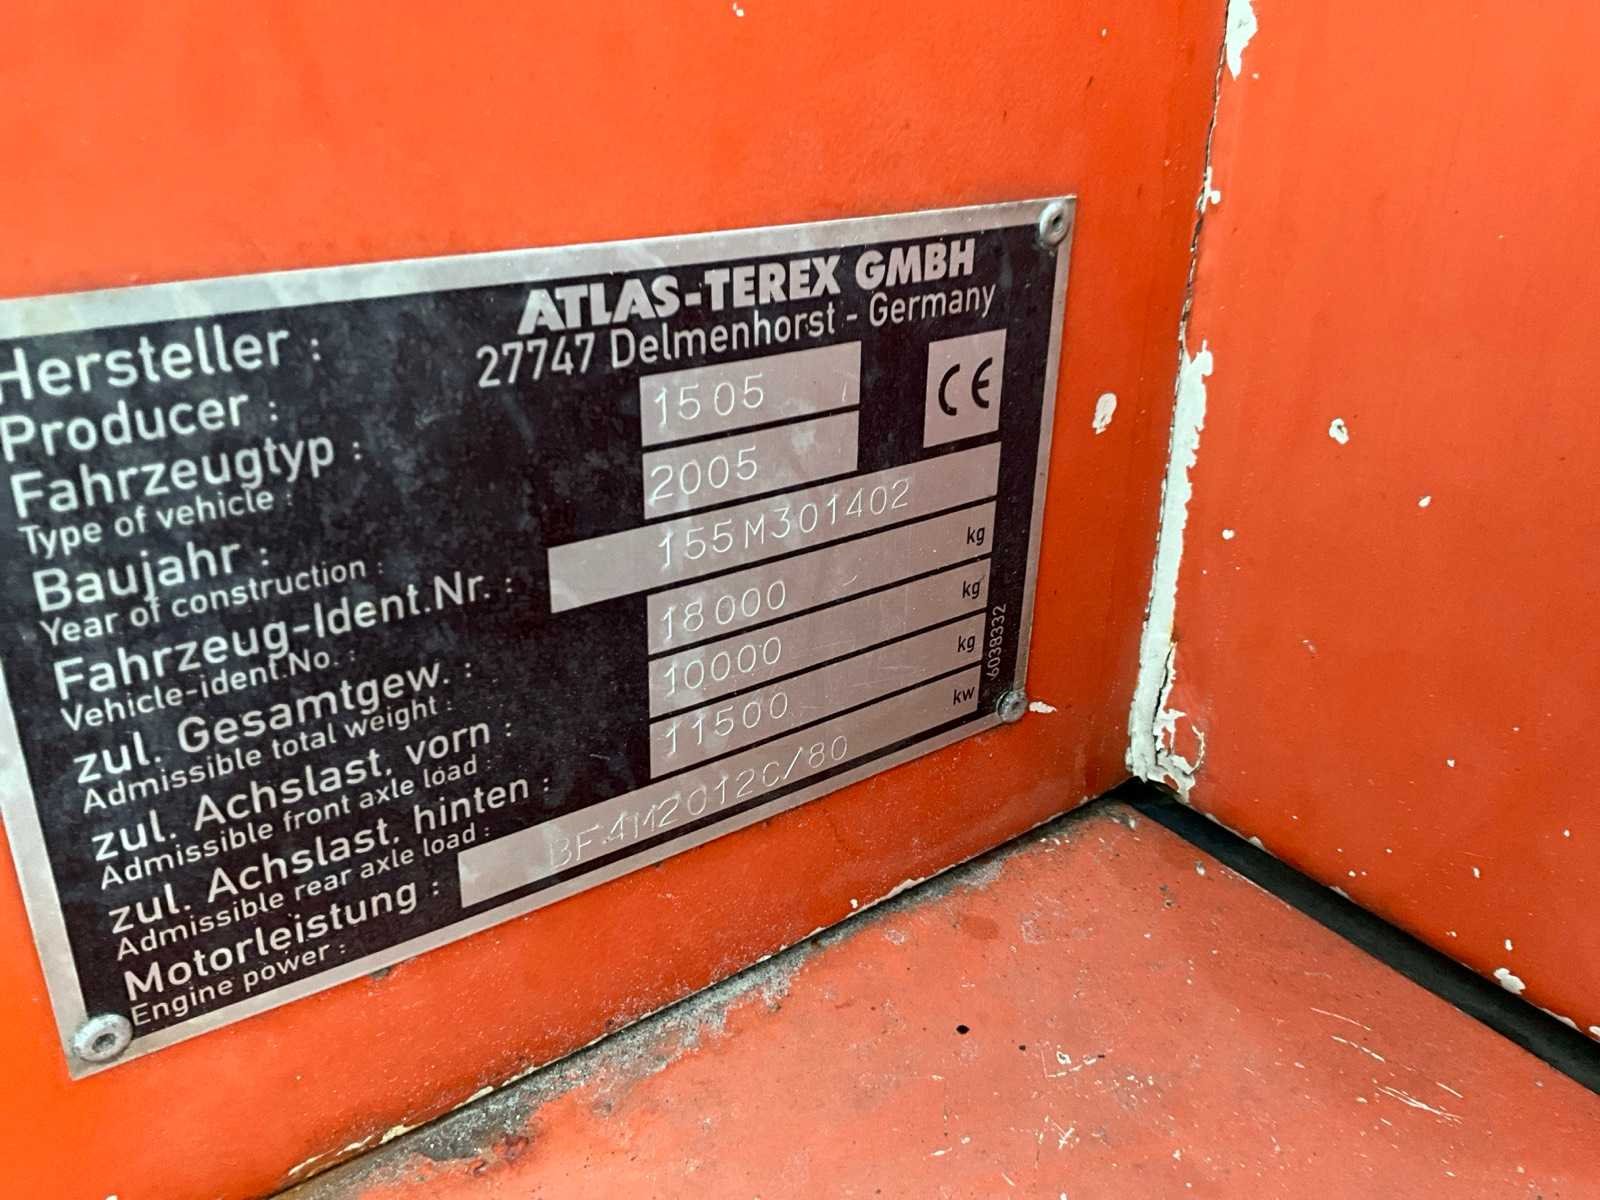 Hersteller : ATLAS-TEREX GMBH
Producer : 27747 Delmenhorst - Germany
Fahrzeugtyp : 1505
Type of vehicle :
Baujahr : 2005
Year of construction :
Fahrzeug-Ident.Nr. : 155M301402
Vehicle-ident.No. :
zul. Gesamtgew. : 18000 kg
Admissible total weight :
zul. Achslast, vorn : 10000 kg
Admissible front axle load :
zul. Achslast, hinten : 11500 kg
Admissible rear axle load :
Motorleistung : BF4M2012C/80 kw
Engine power :
CE
6038332